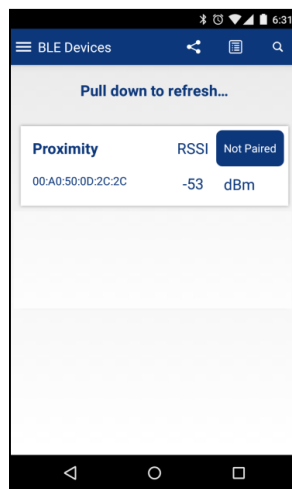 6:31
BLE Devices
Pull down to refresh...
Proximity RSSI Not Paired
00:A0:50:0D:2C:2C -53 dBm